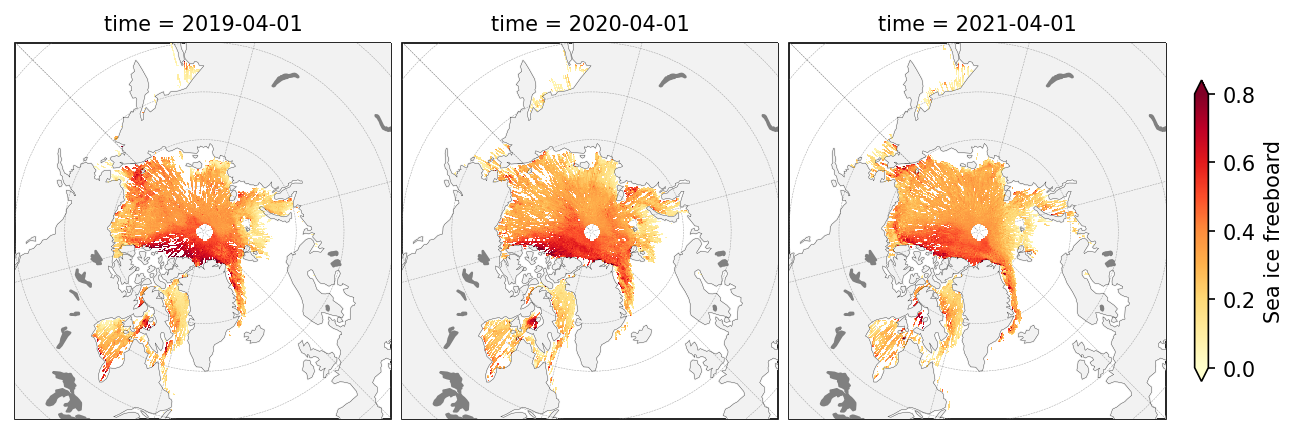 time = 2019-04-01
time = 2020-04-01
time = 2021-04-01
0.8
0.6
0.4
0.2
0.0
Sea ice freeboard